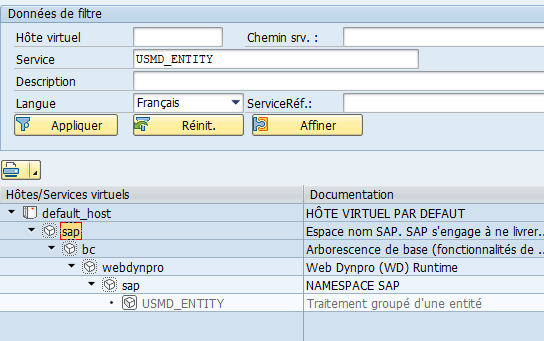 Données de filtre
Hôte virtuel Chemin srv. :
Service USMD_ENTITY
Description
Langue Français ServiceRéf.:
Appliquer Réinit. Affiner
Hôtes/Services virtuels Documentation
default_host HÔTE VIRTUEL PAR DEFAUT
sap Espace nom SAP. SAP s'engage à ne livrer...
bc Arborescence de base (fonctionnalités de ...
webdynpro Web Dynpro (WD) Runtime
sap NAMESPACE SAP
USMD_ENTITY Traitement groupé d'une entité